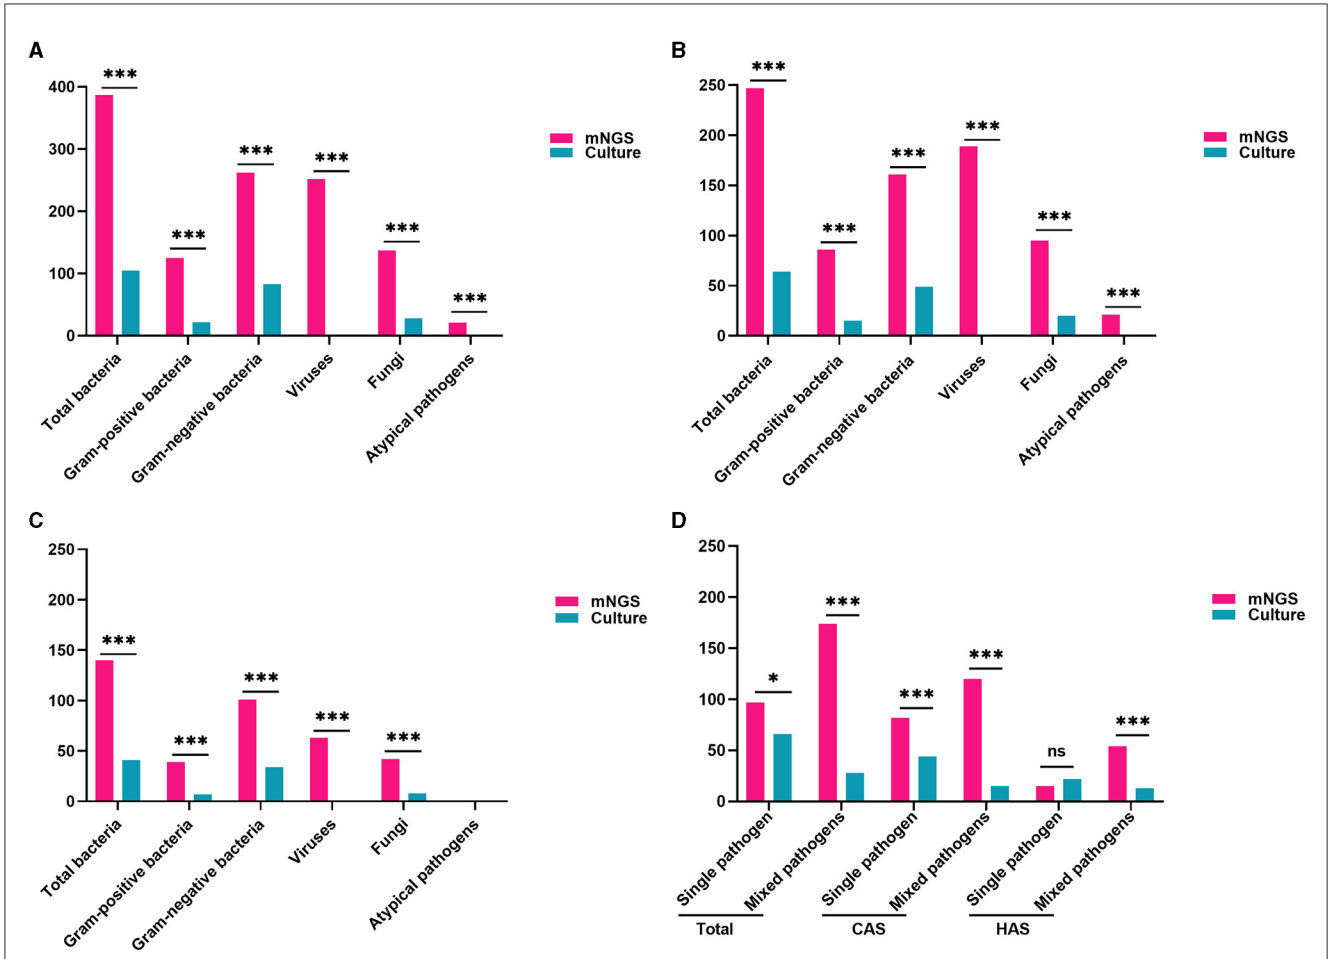 A
***
400
300
200
100
0
***
***
***
***
***
mNGS
Culture
Total bacteria
Gram-positive bacteria
Gram-negative bacteria
Viruses
Fungi
Atypical pathogens
B
***
250
200
150
100
50
0
***
***
***
***
***
mNGS
Culture
Total bacteria
Gram-positive bacteria
Gram-negative bacteria
Viruses
Fungi
Atypical pathogens
C
250
200
150
100
50
0
***
***
***
***
***
mNGS
Culture
Total bacteria
Gram-positive bacteria
Gram-negative bacteria
Viruses
Fungi
Atypical pathogens
D
250
200
150
100
50
0
*
***
***
***
ns
***
mNGS
Culture
Single pathogen
Mixed pathogens
Single pathogen
Mixed pathogens
Single pathogen
Mixed pathogens
Total
CAS
HAS